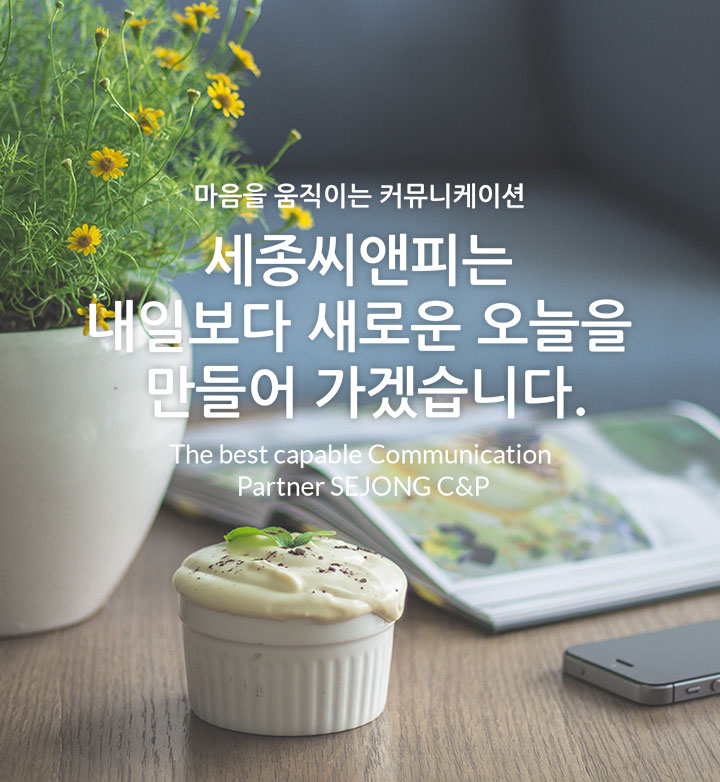 마음을 움직이는 커뮤니케이션
세종씨앤피는
내일보다 새로운 오늘을
만들어 가겠습니다.
The best capable Communication
Partner SEJONG C&P